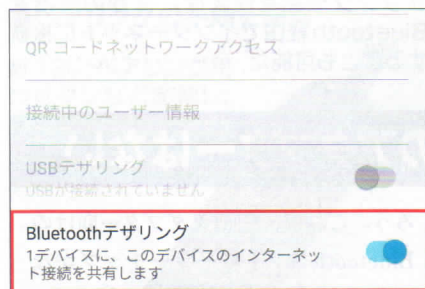 QR コードネットワークアクセス
接続中のユーザー情報
USBテザリング
USBが接続されていません
Bluetoothテザリング
1デバイスに、このデバイスのインターネッ
ト接続を共有します